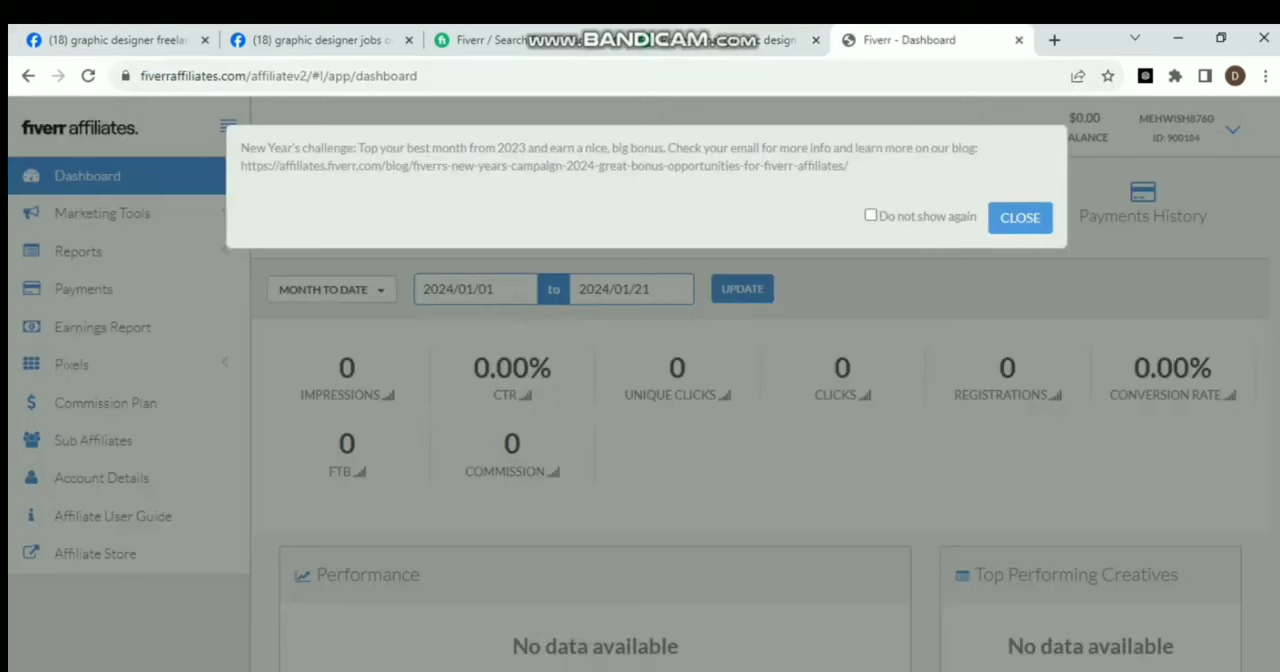 (18) graphic designer freelan
(18) graphic designer jobs o
Fiverr / Search
www.BANDICAM.com
design
Fiverr - Dashboard
fiverraffiliates.com/affiliatev2/#!/app/dashboard
D
fiverr affiliates.
$0.00
ALANCE
MEHWISH8760
ID: 900184
New Year's challenge: Top your best month from 2023 and earn a nice, big bonus. Check your email for more info and learn more on our blog:
https://affiliates.fiverr.com/blog/fiverrs-new-years-campaign-2024-great-bonus-opportunities-for-fiverr-affiliates/
Do not show again
CLOSE
Payments History
Dashboard
Marketing Tools
Reports
Payments
Earnings Report
Pixels
Commission Plan
Sub Affiliates
Account Details
Affiliate User Guide
Affiliate Store
MONTH TO DATE
2024/01/01
to
2024/01/21
UPDATE
0
IMPRESSIONS
0.00%
CTR
0
UNIQUE CLICKS
0
CLICKS
0
REGISTRATIONS
0.00%
CONVERSION RATE
0
FTB
0
COMMISSION
Performance
No data available
Top Performing Creatives
No data available